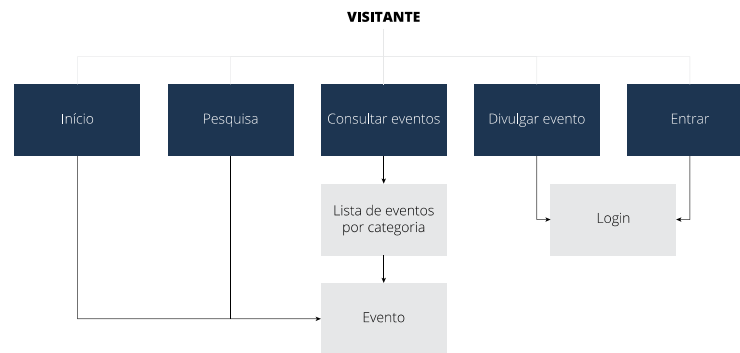 VISITANTE
Início
Pesquisa
Consultar eventos
Divulgar evento
Entrar
Lista de eventos
por categoria
Login
Evento